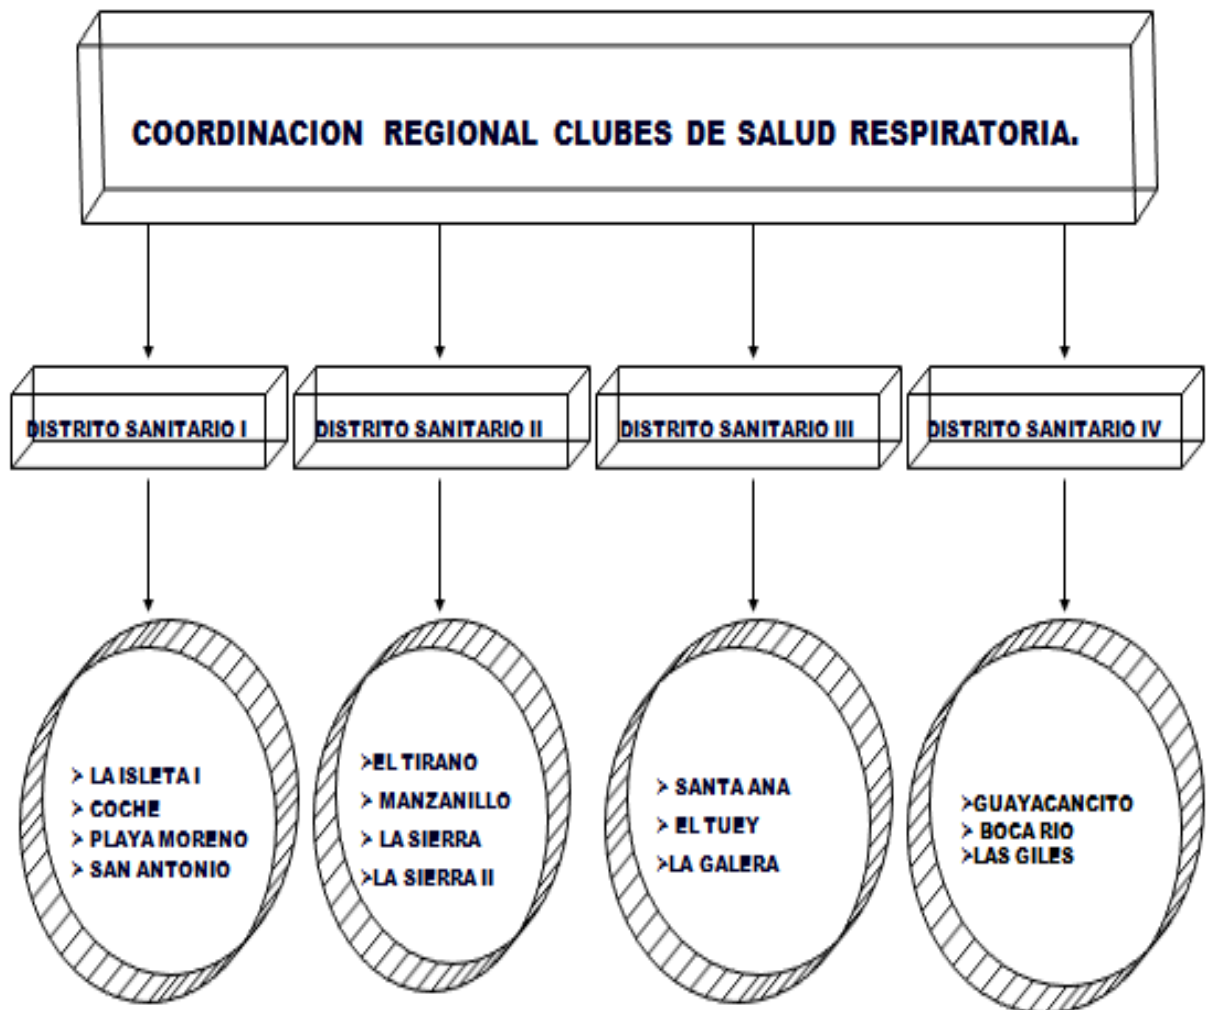 COORDINACION REGIONAL CLUBES DE SALUD RESPIRATORIA.
DISTRITO SANITARIO I
DISTRITO SANITARIO II
DISTRITO SANITARIO III
DISTRITO SANITARIO IV
➢ LA ISLETA I
➢ COCHE
➢ PLAYA MORENO
➢ SAN ANTONIO
➢EL TIRANO
➢ MANZANILLO
➢ LA SIERRA
➢LA SIERRA II
➢ SANTA ANA
➢ EL TUEY
➢LA GALERA
➢GUAYACANCITO
➢ BOCA RIO
➢LAS GILES